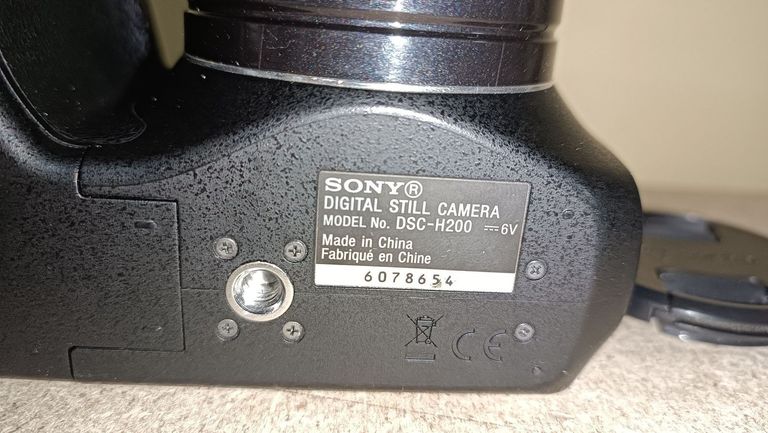 SONY®
DIGITAL STILL CAMERA
MODEL No. DSC-H200 ⎓6V
Made in China
Fabriqué en Chine
6078654
CE